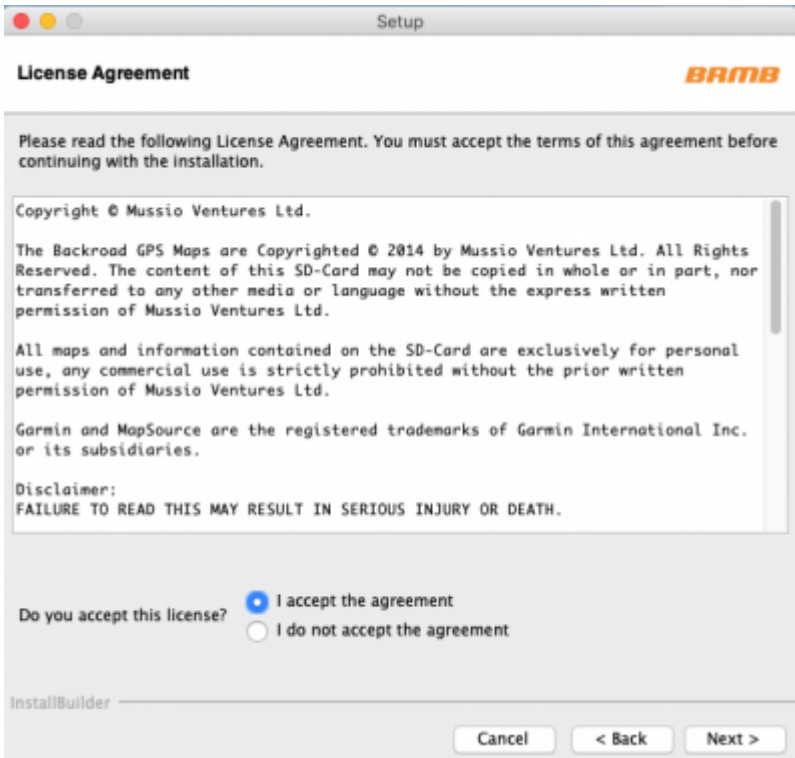 Setup
License Agreement
BRMB
Please read the following License Agreement. You must accept the terms of this agreement before
continuing with the installation.
Copyright © Mussio Ventures Ltd.
The Backroad GPS Maps are Copyrighted © 2014 by Mussio Ventures Ltd. All Rights
Reserved. The content of this SD-Card may not be copied in whole or in part, nor
transferred to any other media or language without the express written
permission of Mussio Ventures Ltd.
All maps and information contained on the SD-Card are exclusively for personal
use, any commercial use is strictly prohibited without the prior written
permission of Mussio Ventures Ltd.
Garmin and MapSource are the registered trademarks of Garmin International Inc.
or its subsidiaries.
Disclaimer:
FAILURE TO READ THIS MAY RESULT IN SERIOUS INJURY OR DEATH.
Do you accept this license?
I accept the agreement
I do not accept the agreement
InstallBuilder
Cancel
< Back
Next >